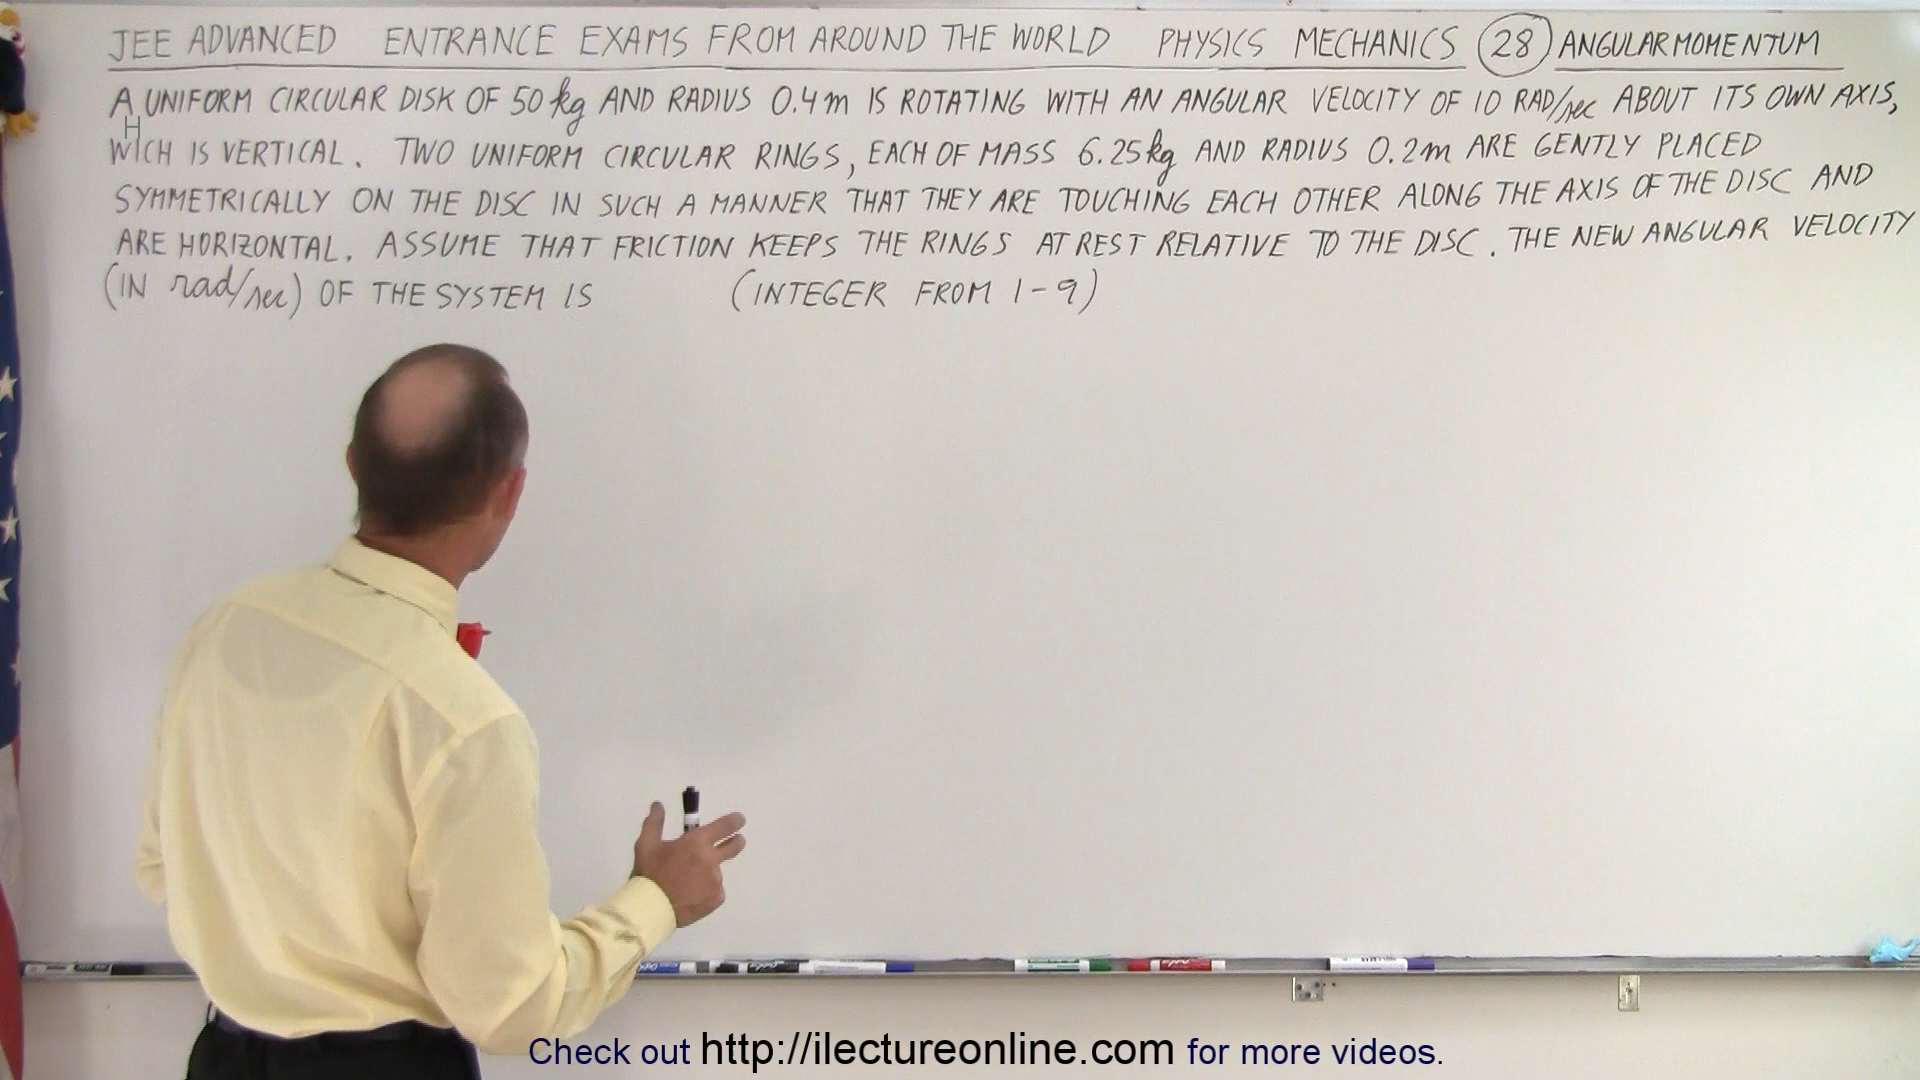 JEE ADVANCED ENTRANCE EXAMS FROM AROUND THE WORLD PHYSICS MECHANICS 28 ANGULAR MOMENTUM
A UNIFORM CIRCULAR DISK OF 50 kg AND RADIUS 0.4 m IS ROTATING WITH AN ANGULAR VELOCITY OF 10 RAD/sec ABOUT ITS OWN AXIS,
WHICH IS VERTICAL. TWO UNIFORM CIRCULAR RINGS, EACH OF MASS 6.25 kg AND RADIUS 0.2 m ARE GENTLY PLACED
SYMMETRICALLY ON THE DISC IN SUCH A MANNER THAT THEY ARE TOUCHING EACH OTHER ALONG THE AXIS OF THE DISC AND
ARE HORIZONTAL. ASSUME THAT FRICTION KEEPS THE RINGS AT REST RELATIVE TO THE DISC. THE NEW ANGULAR VELOCITY
(IN rad/sec) OF THE SYSTEM IS (INTEGER FROM 1-9)
Check out http://ilectureonline.com for more videos.